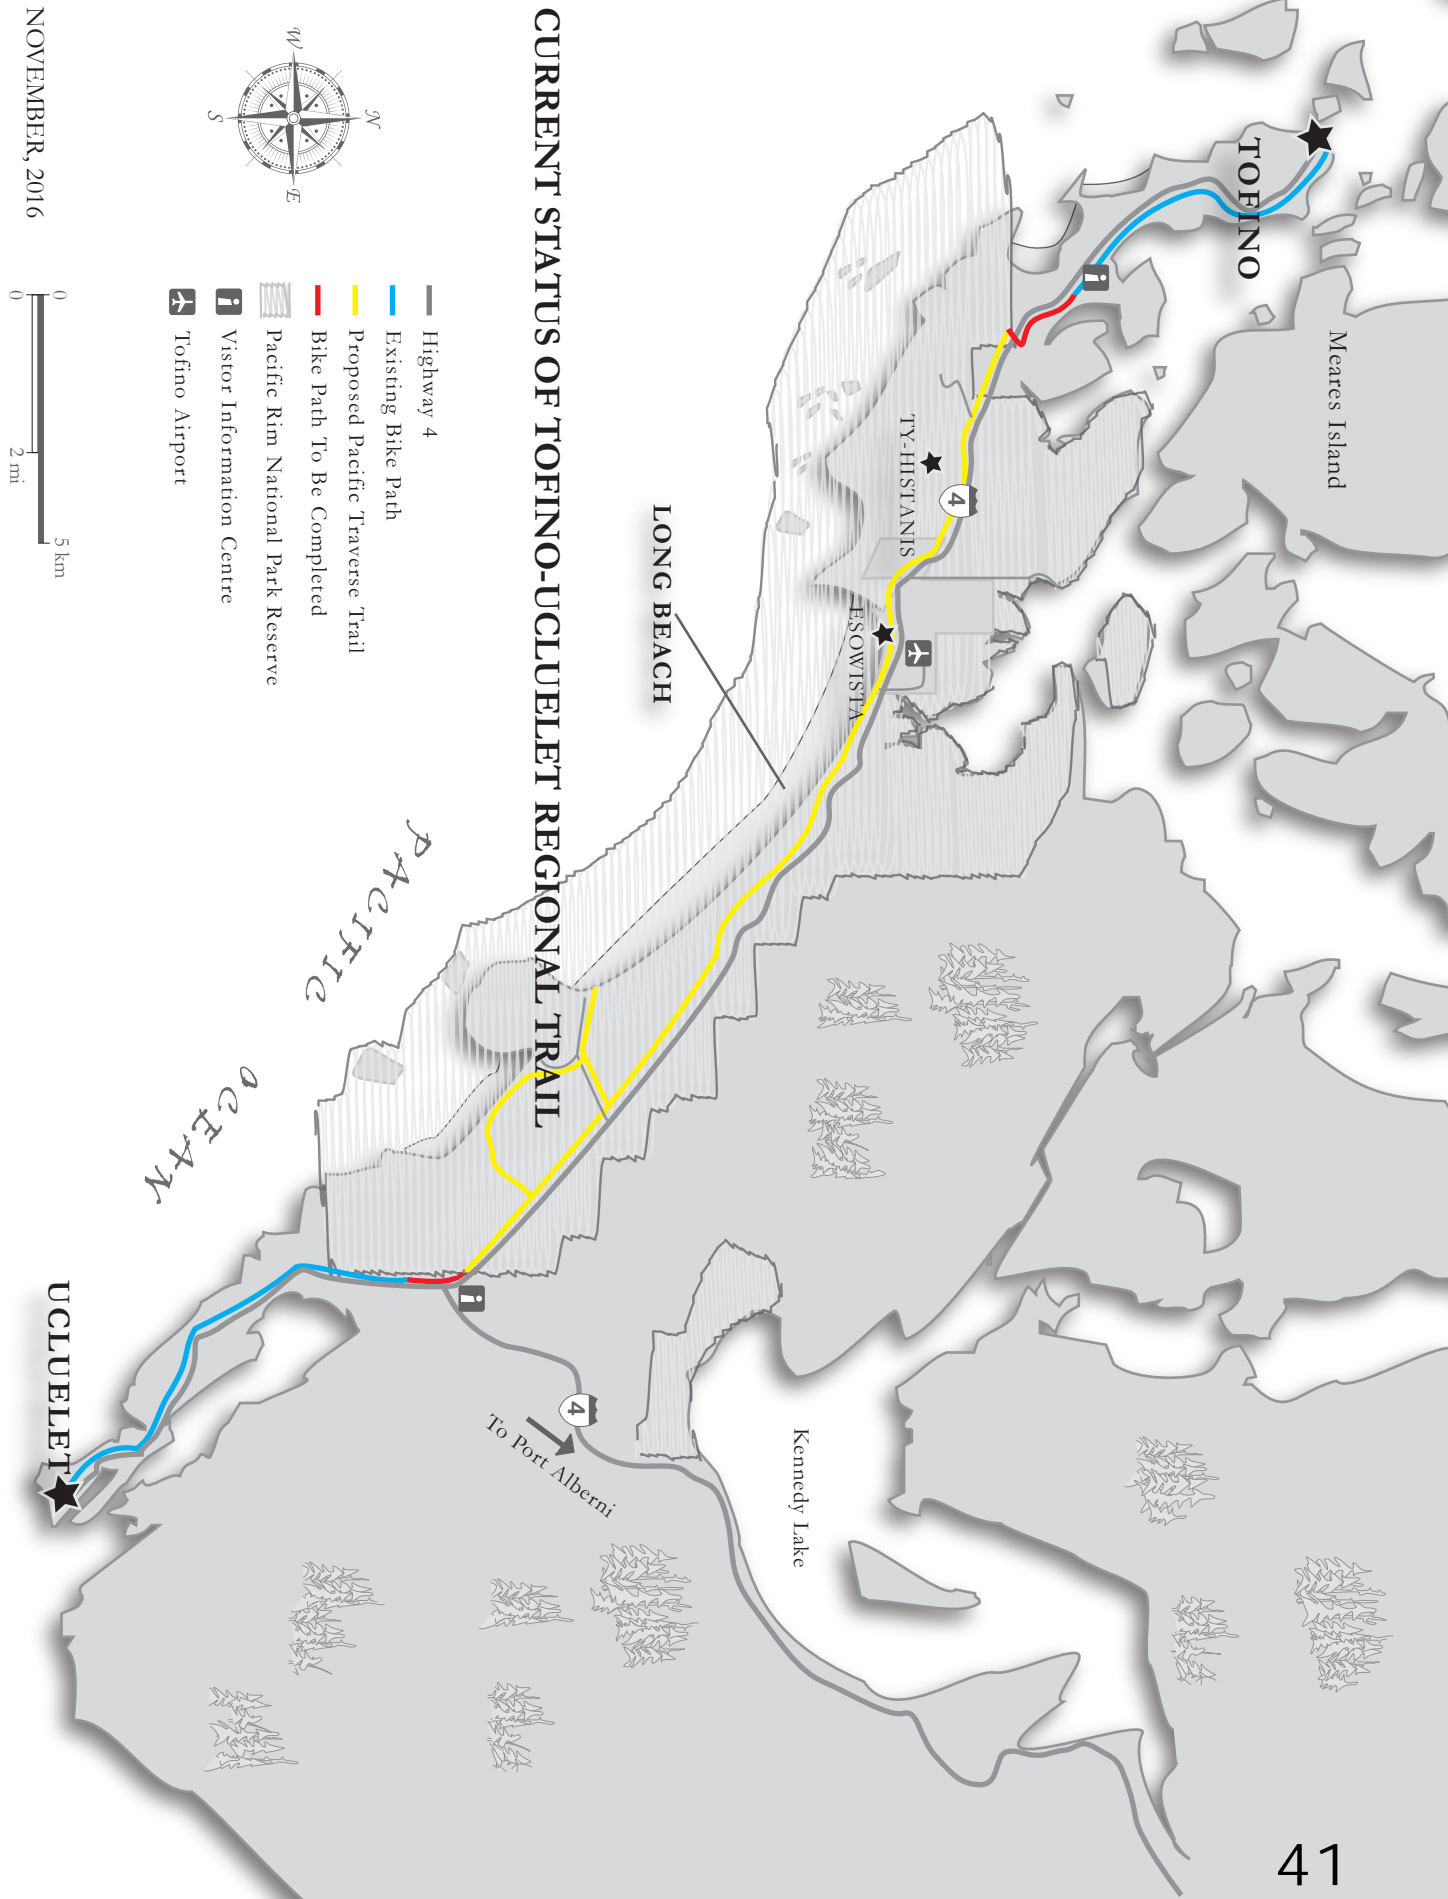 TOFINO
Meares Island
TY-HISTANIS
4
ESOWISTA
LONG BEACH
CURRENT STATUS OF TOFINO-UCLUELET REGIONAL TRAIL
Highway 4
Existing Bike Path
Proposed Pacific Traverse Trail
Bike Path To Be Completed
Pacific Rim National Park Reserve
i
Vistor Information Centre
Tofino Airport
N
W
E
S
NOVEMBER, 2016
0
5 km
0
2 mi
PACIFIC
OCEAN
UCLUELET
i
i
4
To Port Alberni
Kennedy Lake
41